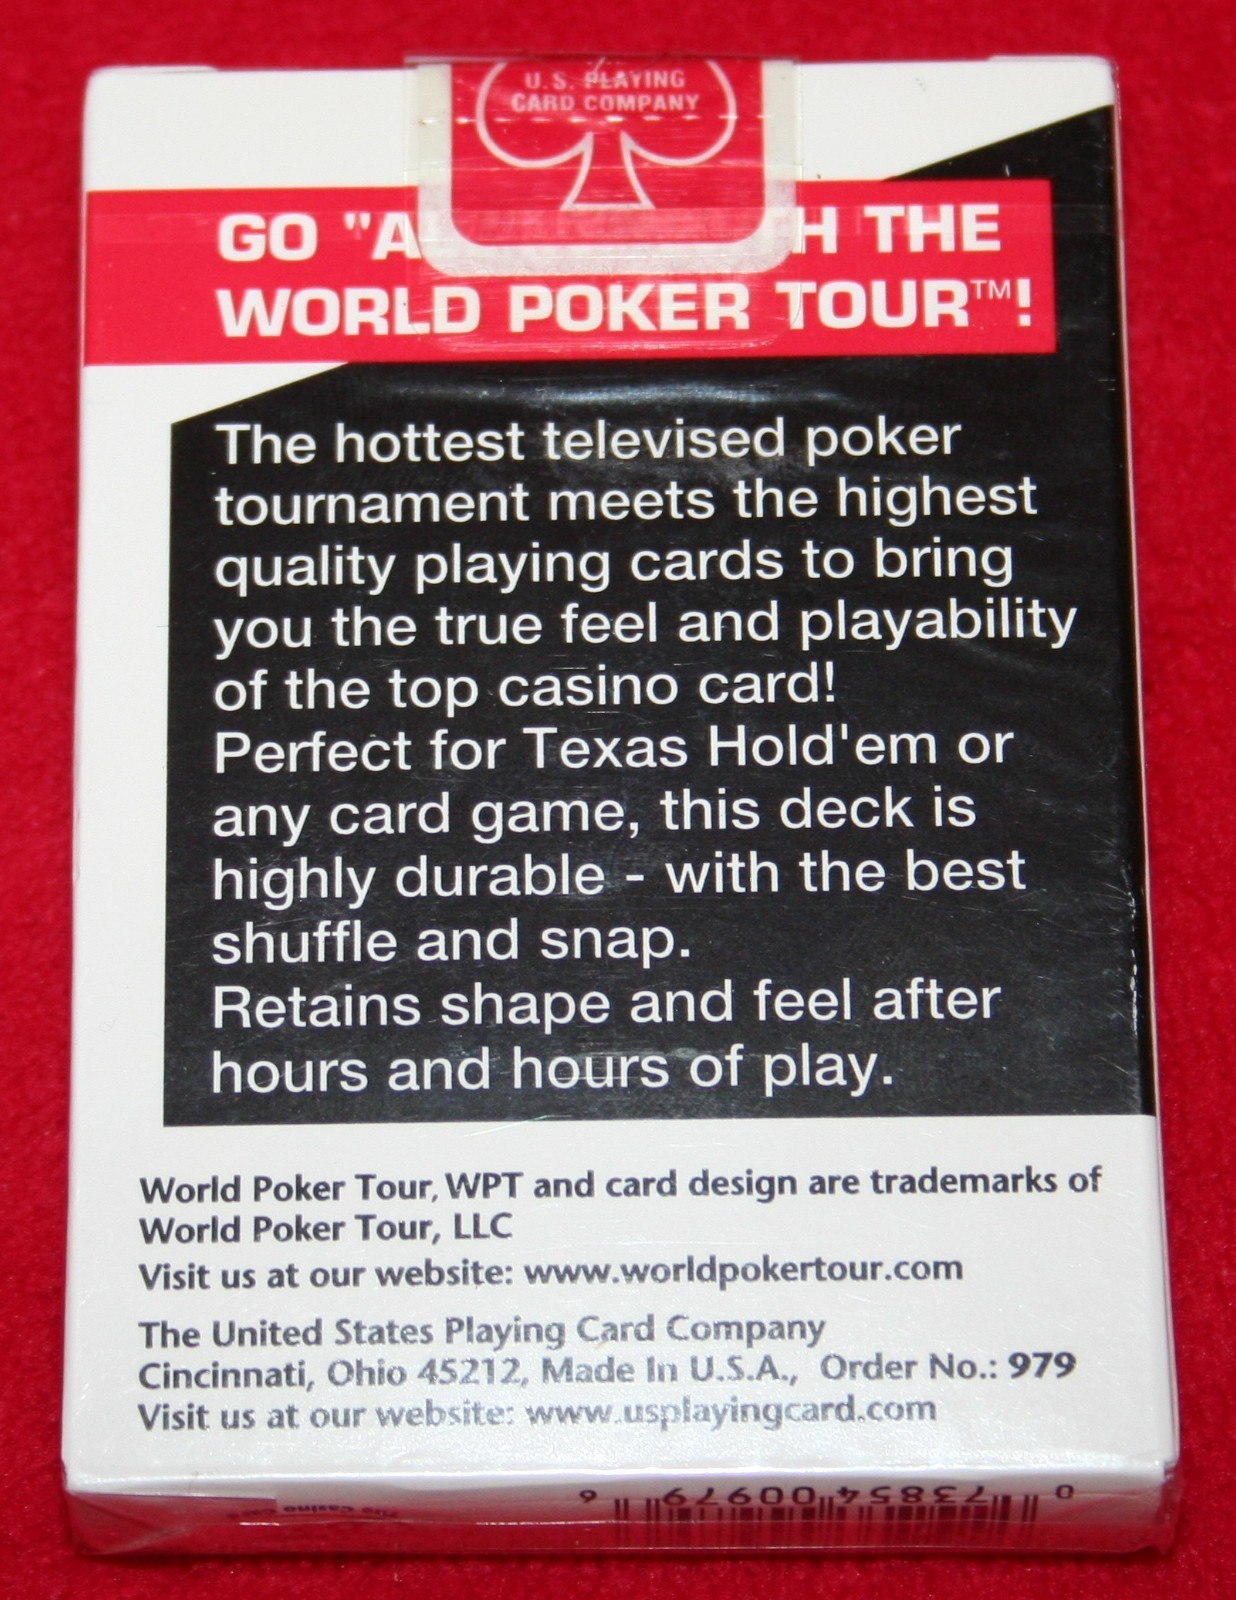 U.S. PLAYING
CARD COMPANY
GO "A H THE
WORLD POKER TOUR™!
The hottest televised poker
tournament meets the highest
quality playing cards to bring
you the true feel and playability
of the top casino card!
Perfect for Texas Hold'em or
any card game, this deck is
highly durable - with the best
shuffle and snap.
Retains shape and feel after
hours and hours of play.
World Poker Tour, WPT and card design are trademarks of
World Poker Tour, LLC
Visit us at our website: www.worldpokertour.com
The United States Playing Card Company
Cincinnati, Ohio 45212, Made In U.S.A., Order No.: 979
Visit us at our website: www.usplayingcard.com
0 73854 00979 6